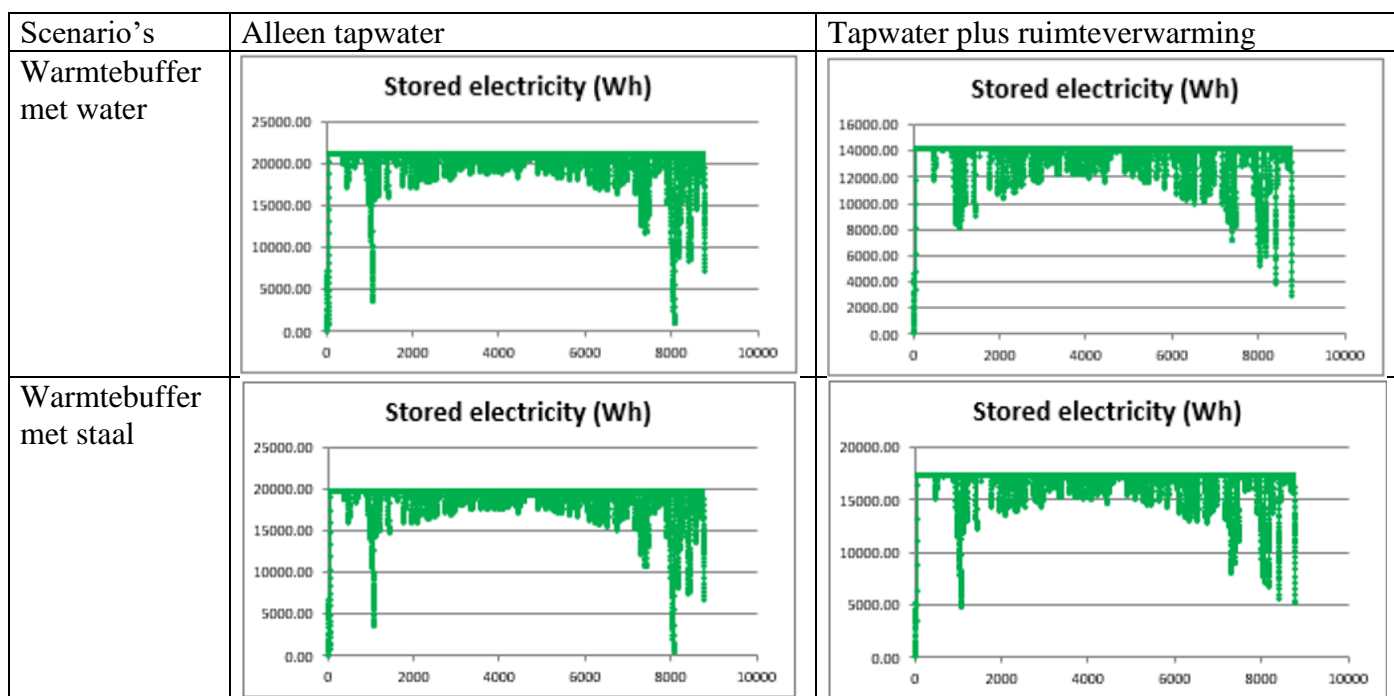 Scenario’s Alleen tapwater Tapwater plus ruimteverwarming
Warmtebuffer
met water
Stored electricity (Wh)
25000.00
20000.00
15000.00
10000.00
5000.00
0.00
0 2000 4000 6000 8000 10000
Stored electricity (Wh)
16000.00
14000.00
12000.00
10000.00
8000.00
6000.00
4000.00
2000.00
0.00
0 2000 4000 6000 8000 10000
Warmtebuffer
met staal
Stored electricity (Wh)
25000.00
20000.00
15000.00
10000.00
5000.00
0.00
0 2000 4000 6000 8000 10000
Stored electricity (Wh)
20000.00
15000.00
10000.00
5000.00
0.00
0 2000 4000 6000 8000 10000